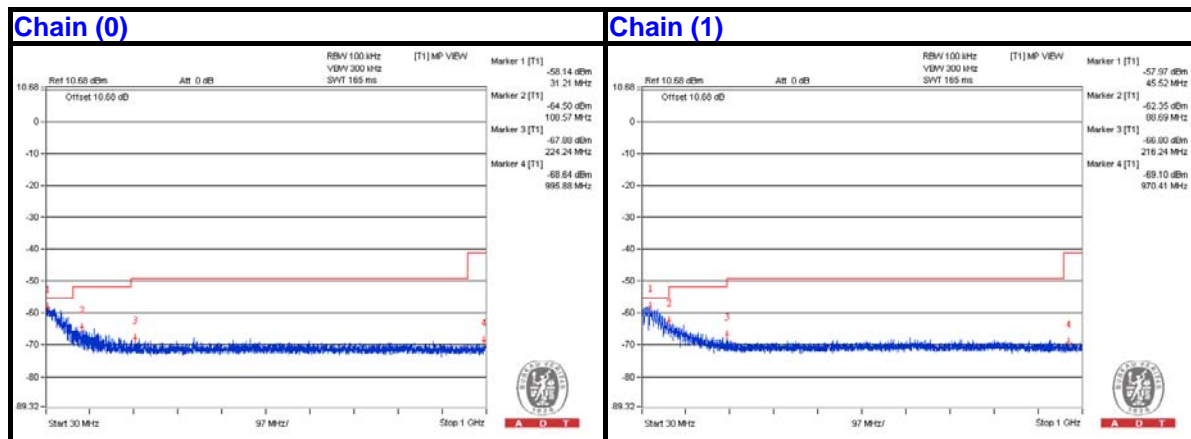 Chain (0)
RBW 100 kHz
[T1] MP VIEW
VBW 300 kHz
Ref 10.68 dBm
Att 0 dB
SWT 165 ms
Marker 1 [T1]
-58.14 dBm
31.21 MHz
Marker 2 [T1]
-64.50 dBm
108.57 MHz
Marker 3 [T1]
224.24 MHz
Marker 4 [T1]
-68.64 dBm
995.88 MHz
10.68
Offset 10.68 dB
0
-10
-20
-30
-40
-50
-60
-70
-80
-89.32
1
2
3
4
Start 30 MHz
97 MHz/
Stop 1 GHz
A D T
Chain (1)
RBW 100 kHz
[T1] MP VIEW
VBW 300 kHz
Ref 10.68 dBm
Att 0 dB
SWT 165 ms
Marker 1 [T1]
-57.97 dBm
45.52 MHz
Marker 2 [T1]
-62.35 dBm
88.69 MHz
Marker 3 [T1]
216.24 MHz
Marker 4 [T1]
-69.10 dBm
970.41 MHz
10.68
Offset 10.68 dB
0
-10
-20
-30
-40
-50
-60
-70
-80
-89.32
1
2
3
4
Start 30 MHz
97 MHz/
Stop 1 GHz
A D T